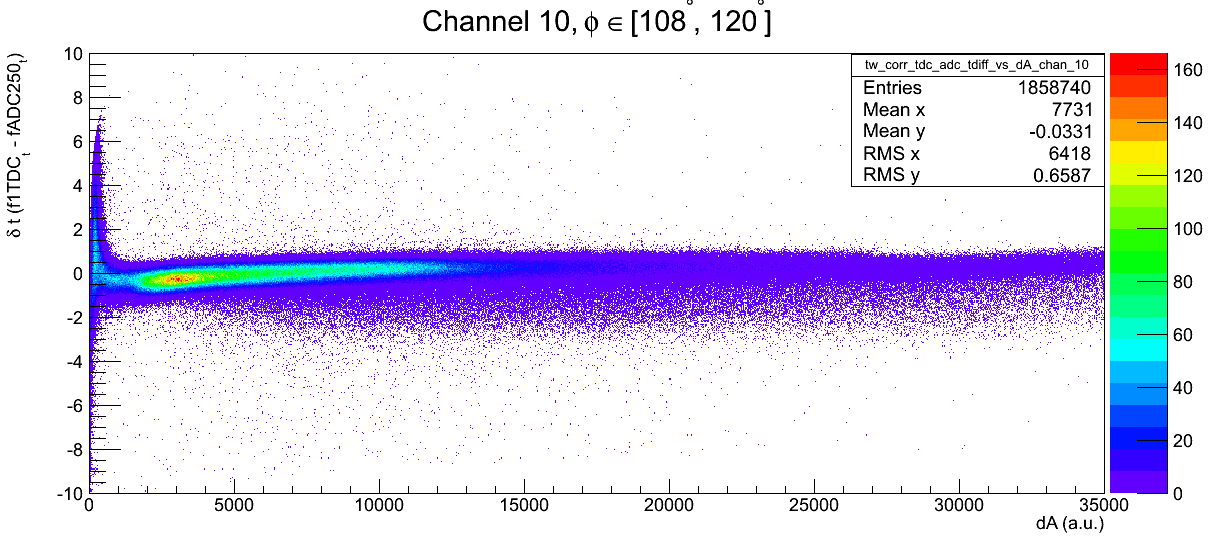 Channel 10, ϕ ∈ [108°, 120°]
δ t (f1TDC_t - fADC250_t)
10
8
6
4
2
0
-2
-4
-6
-8
-10
tw_corr_tdc_adc_tdiff_vs_dA_chan_10
Entries 1858740
Mean x 7731
Mean y -0.0331
RMS x 6418
RMS y 0.6587
160
140
120
100
80
60
40
20
0
0 5000 10000 15000 20000 25000 30000 35000
dA (a.u.)